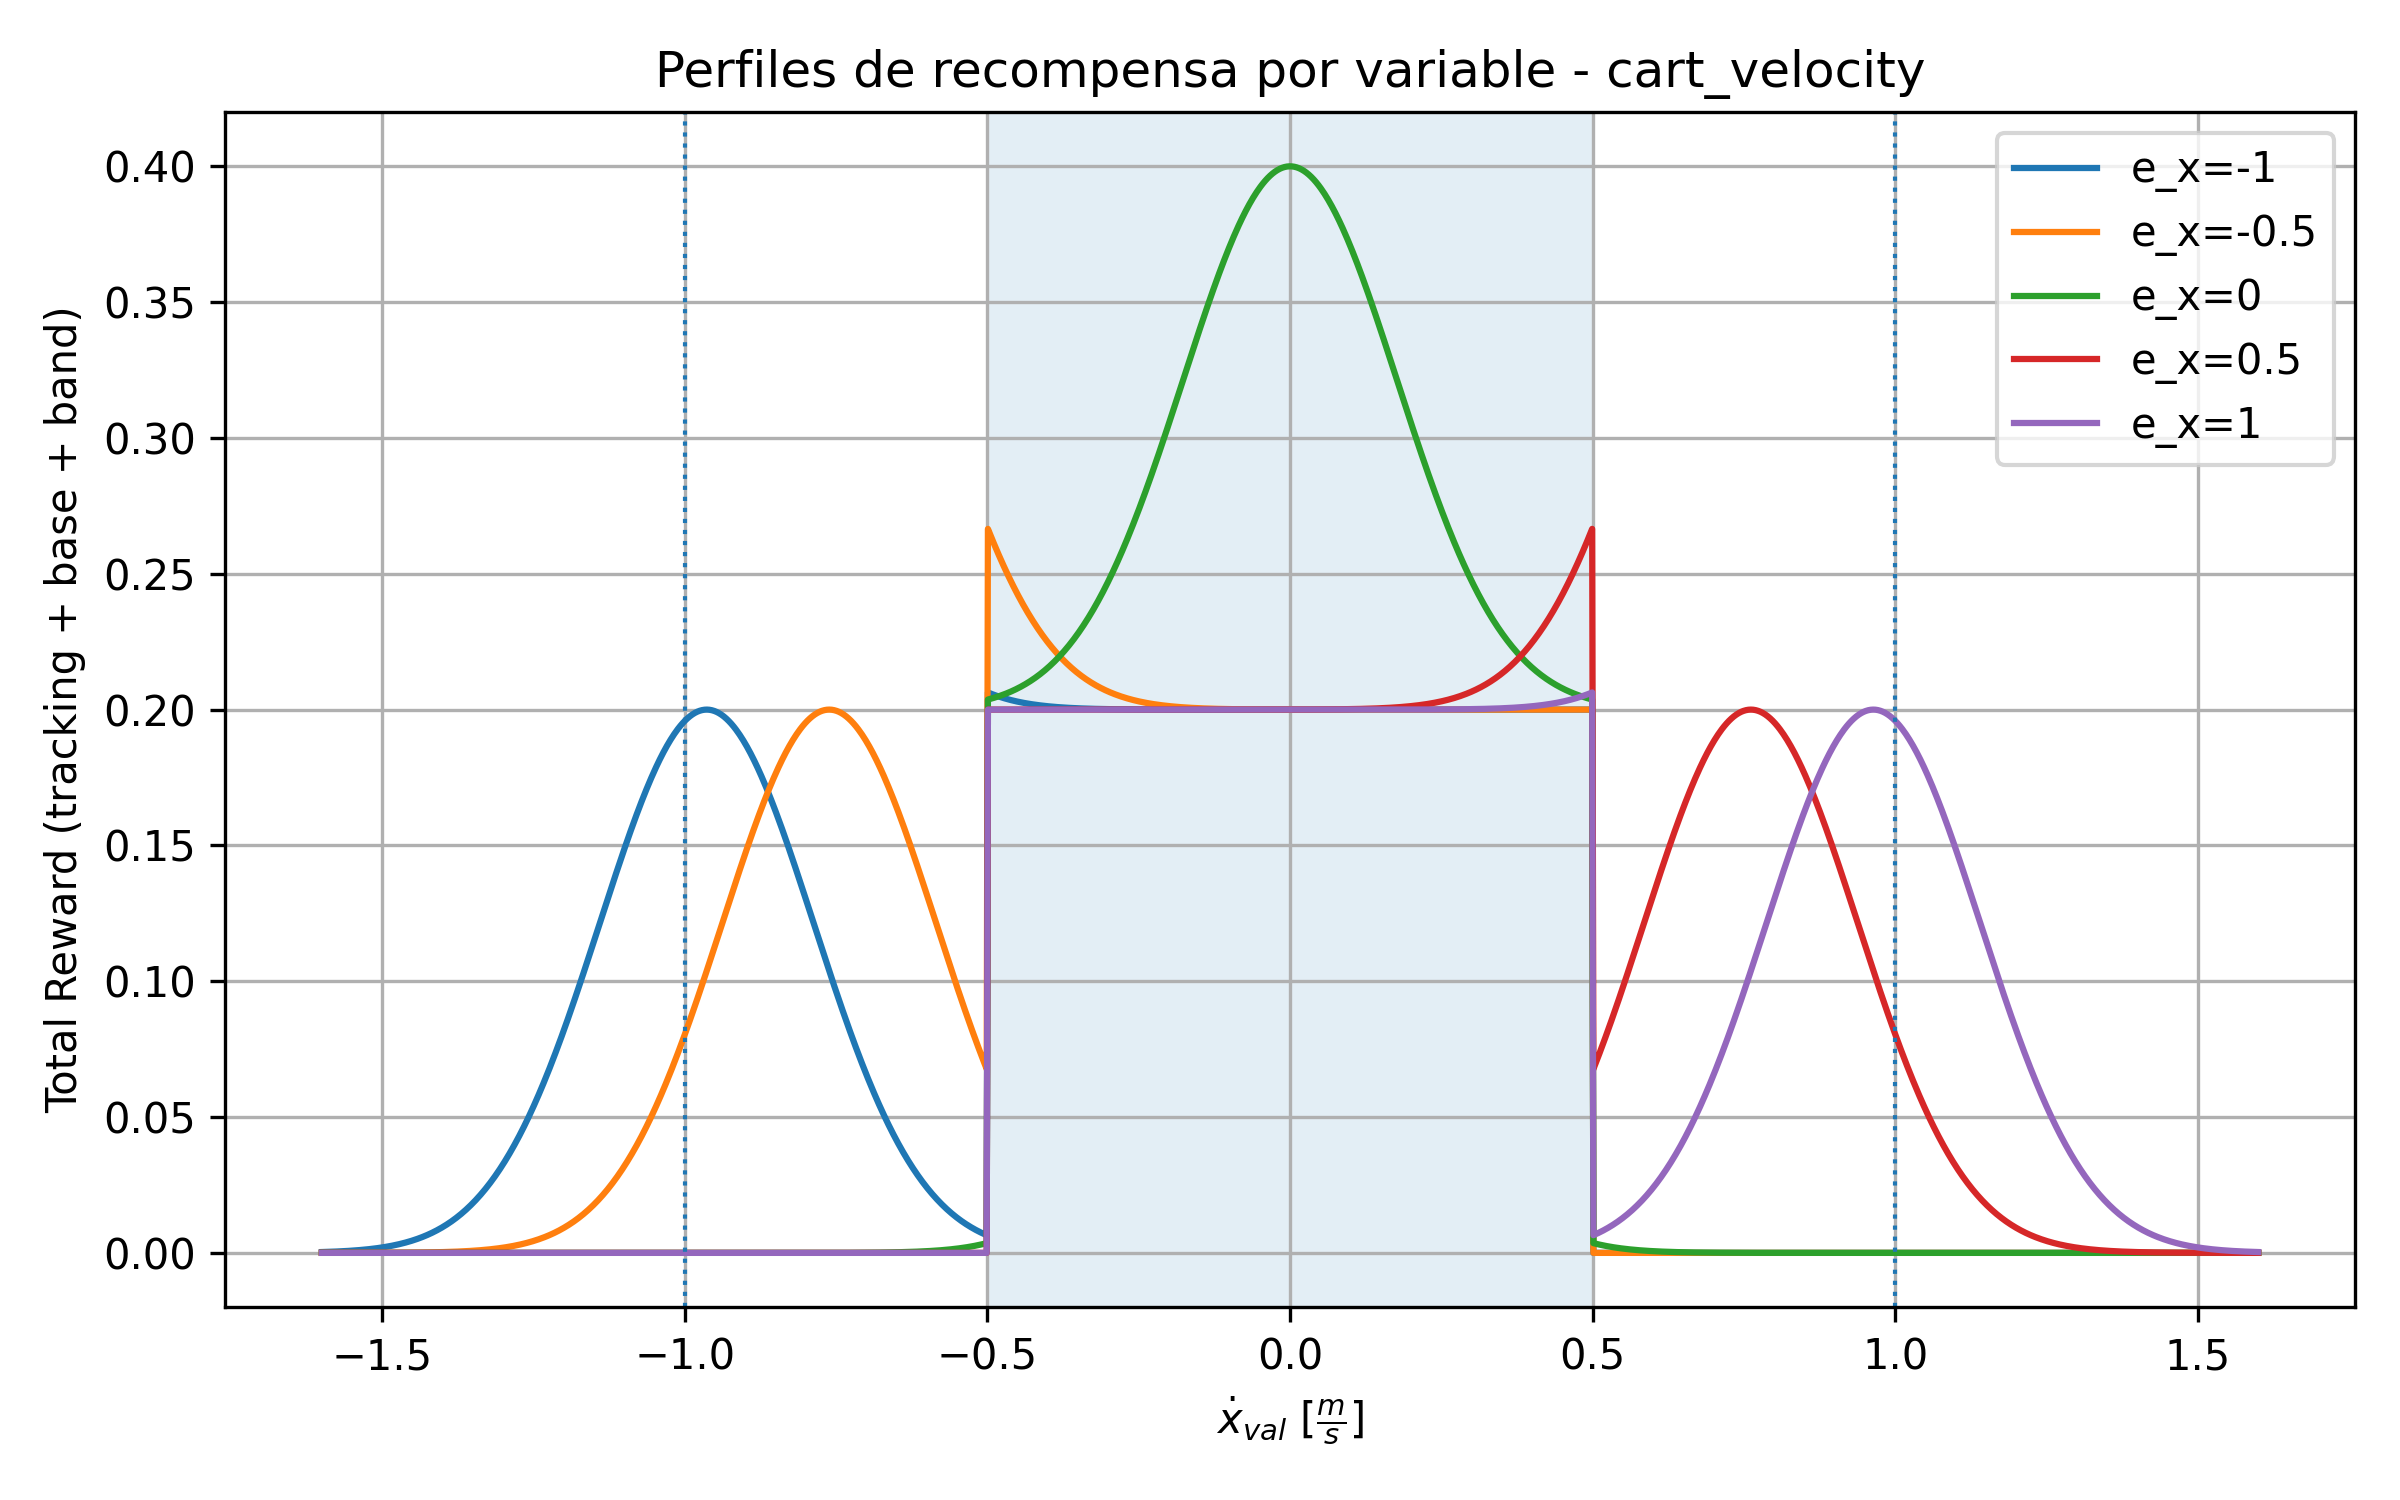 Perfiles de recompensa por variable - cart_velocity
Total Reward (tracking + base + band)
0.40
0.35
0.30
0.25
0.20
0.15
0.10
0.05
0.00
e_x=-1
e_x=-0.5
e_x=0
e_x=0.5
e_x=1
−1.5 −1.0 −0.5 0.0 0.5 1.0 1.5
ẋ_val [m/s]